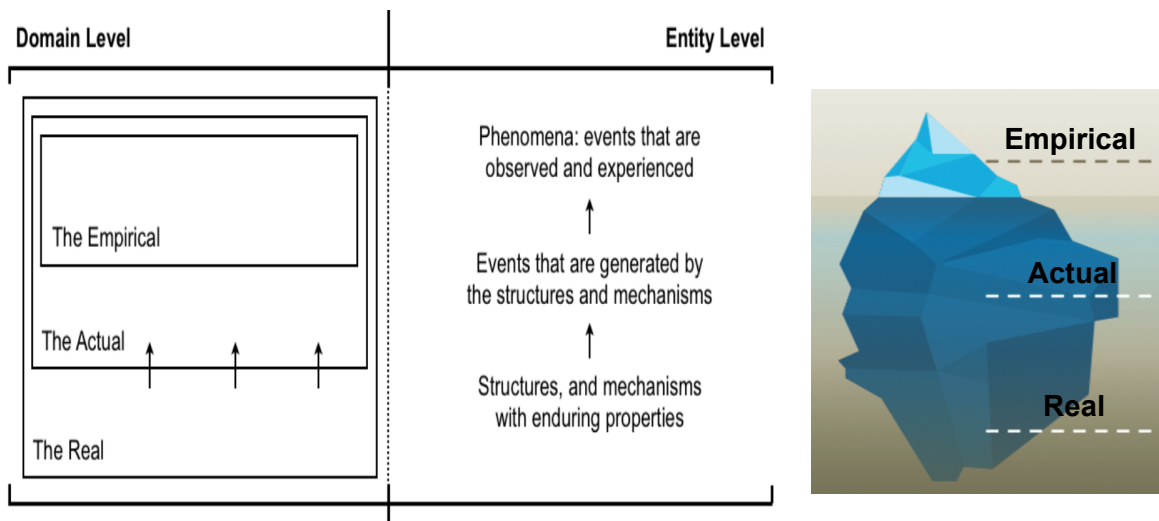 Domain Level
Entity Level
The Empirical
The Actual
The Real
Phenomena: events that are
observed and experienced
Events that are generated by
the structures and mechanisms
Structures, and mechanisms
with enduring properties
Empirical
Actual
Real